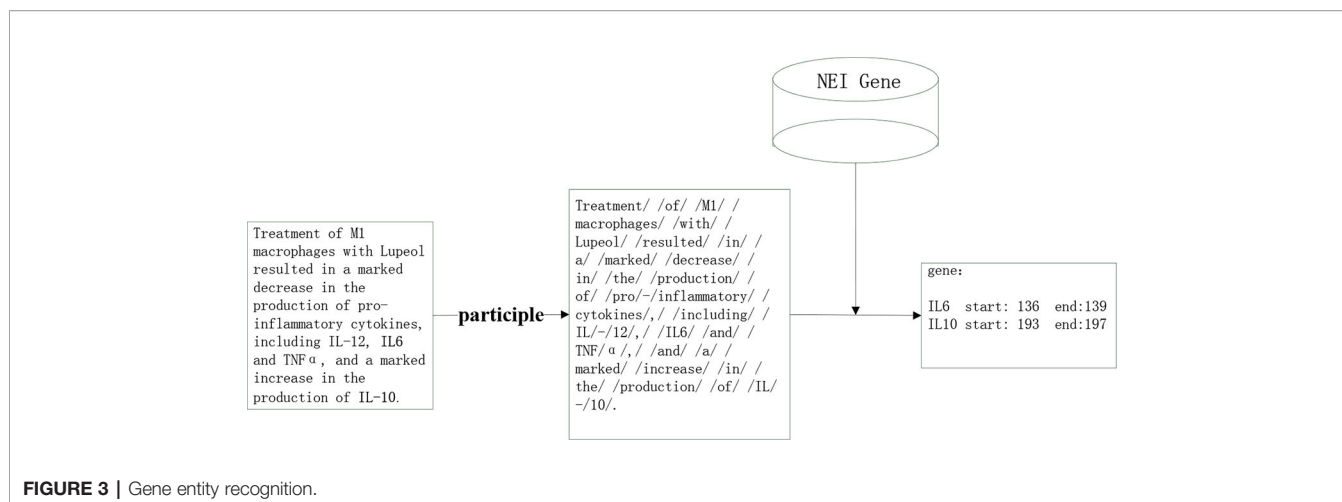 NEI Gene
Treatment of M1
macrophages with Lupeol
resulted in a marked
decrease in the
production of pro-
inflammatory cytokines,
including IL-12, IL6
and TNFα, and a marked
increase in the
production of IL-10.
participle
Treatment/ /of/ /M1/ /
macrophages/ /with/ /
Lupeol/ /resulted/ /in/ /
a/ /marked/ /decrease/ /
in/ /the/ /production/ /
of/ /pro/-/inflammatory/ /
cytokines/,/ /including/ /
IL/-/12/,/ /IL6/ /and/ /
TNF/α/,/ /and/ /a/ /
marked/ /increase/ /in/ /
the/ /production/ /of/ /IL/
-/10/.
gene:
IL6 start: 136 end:139
IL10 start: 193 end:197
FIGURE 3 | Gene entity recognition.